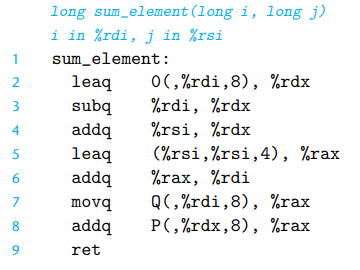 long sum_element(long i, long j)
i in %rdi, j in %rsi
1 sum_element:
2 leaq 0(,%rdi,8), %rdx
3 subq %rdi, %rdx
4 addq %rsi, %rdx
5 leaq (%rsi,%rsi,4), %rax
6 addq %rax, %rdi
7 movq Q(,%rdi,8), %rax
8 addq P(,%rdx,8), %rax
9 ret